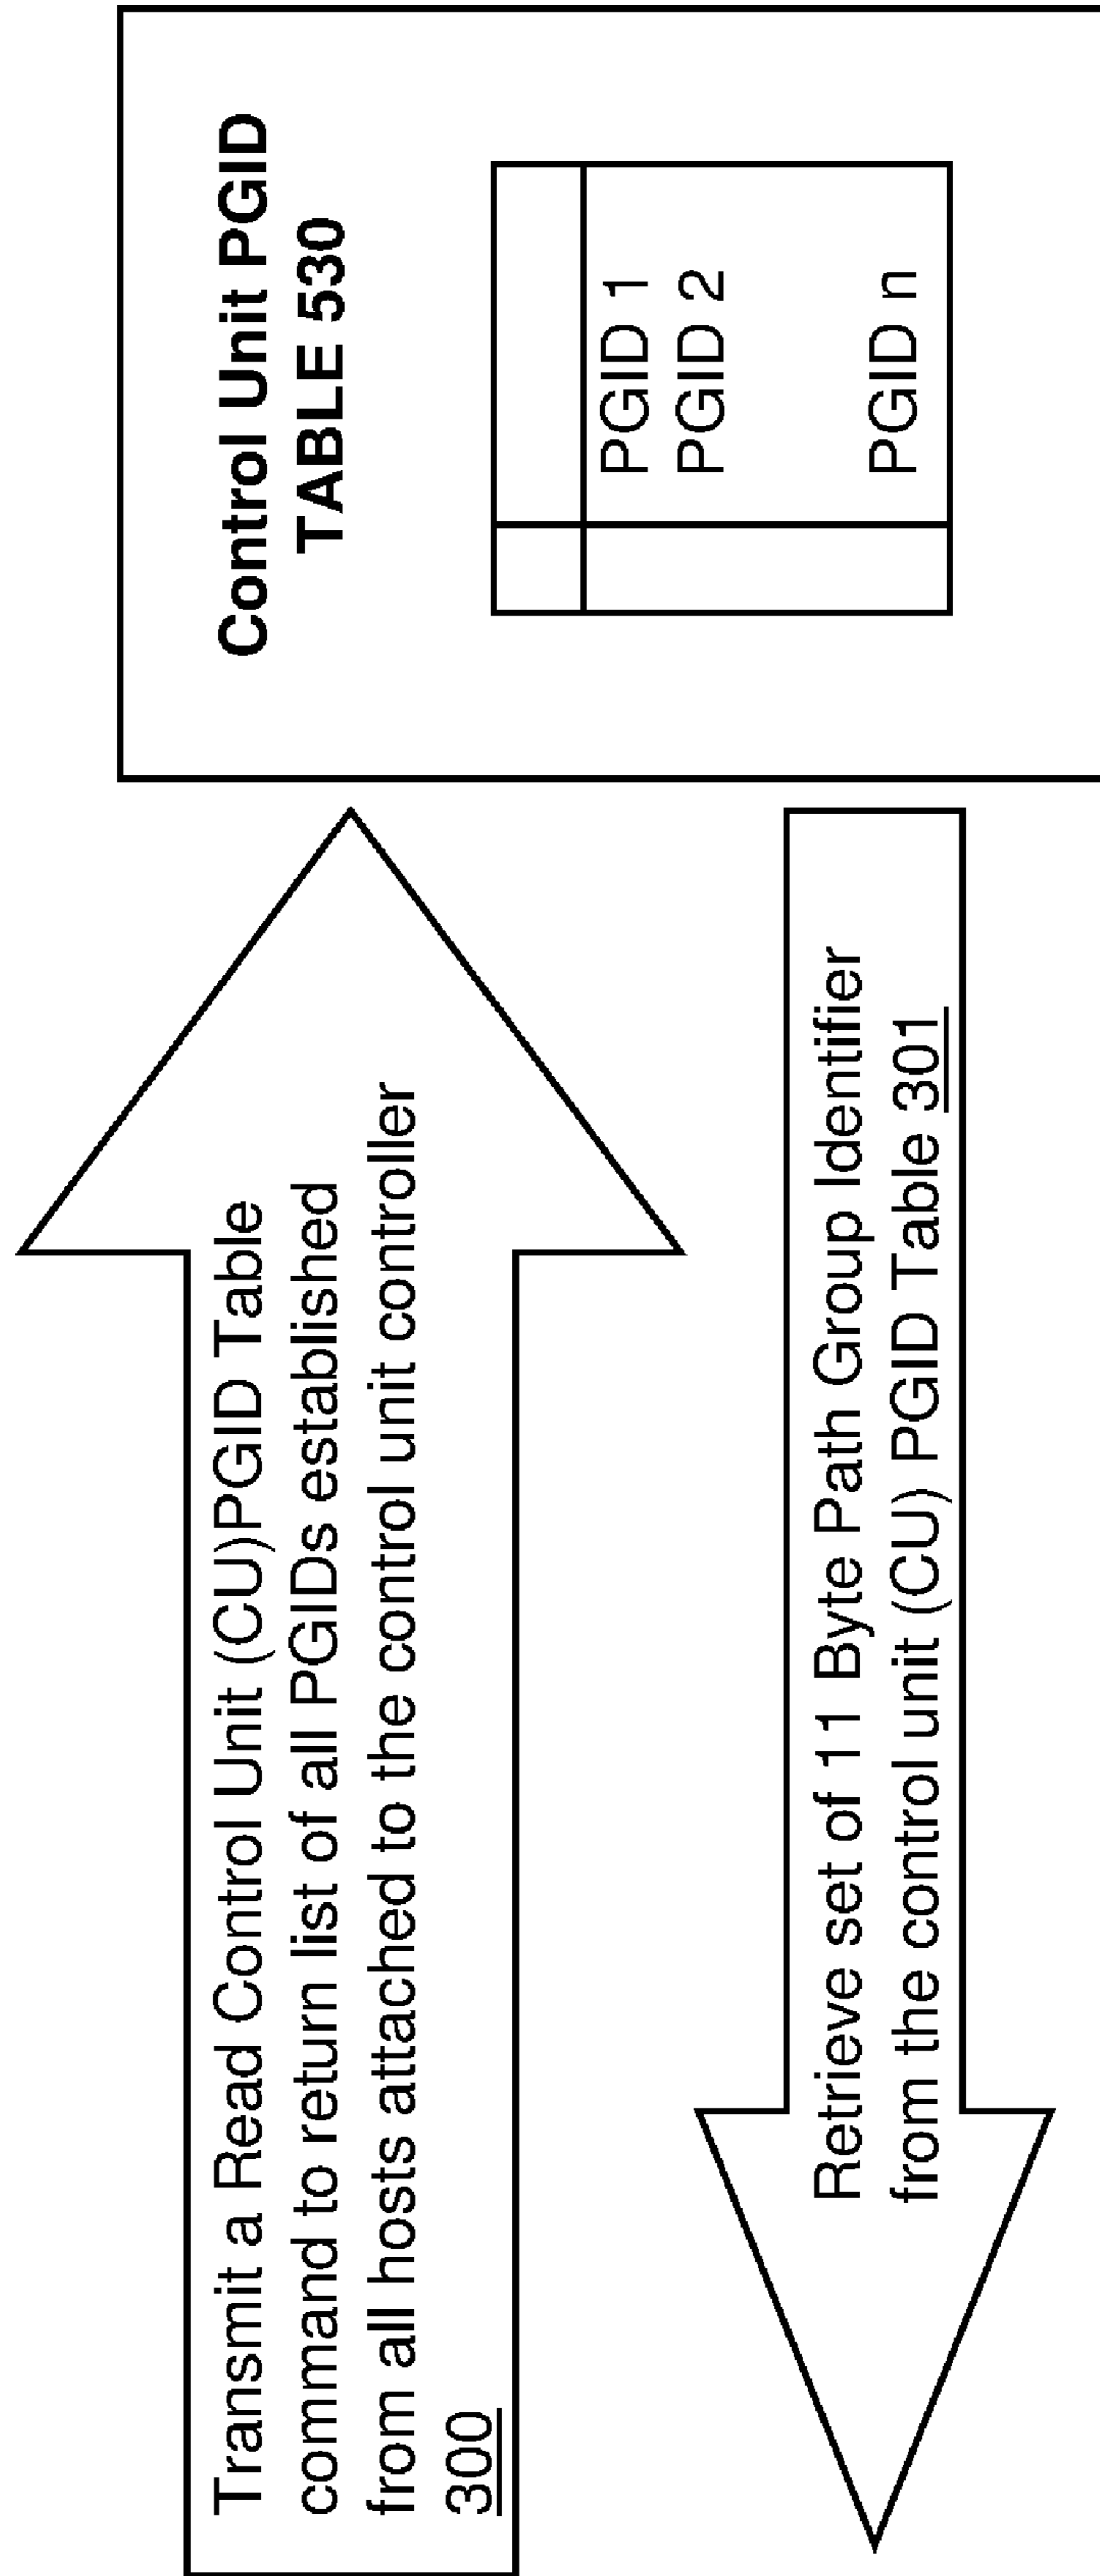 Transmit a Read Control Unit (CU)PGID Table
command to return list of all PGIDs established
from all hosts attached to the control unit controller
300
Control Unit PGID
TABLE 530
PGID 1
PGID 2
PGID n
Retrieve set of 11 Byte Path Group Identifier
from the control unit (CU) PGID Table 301